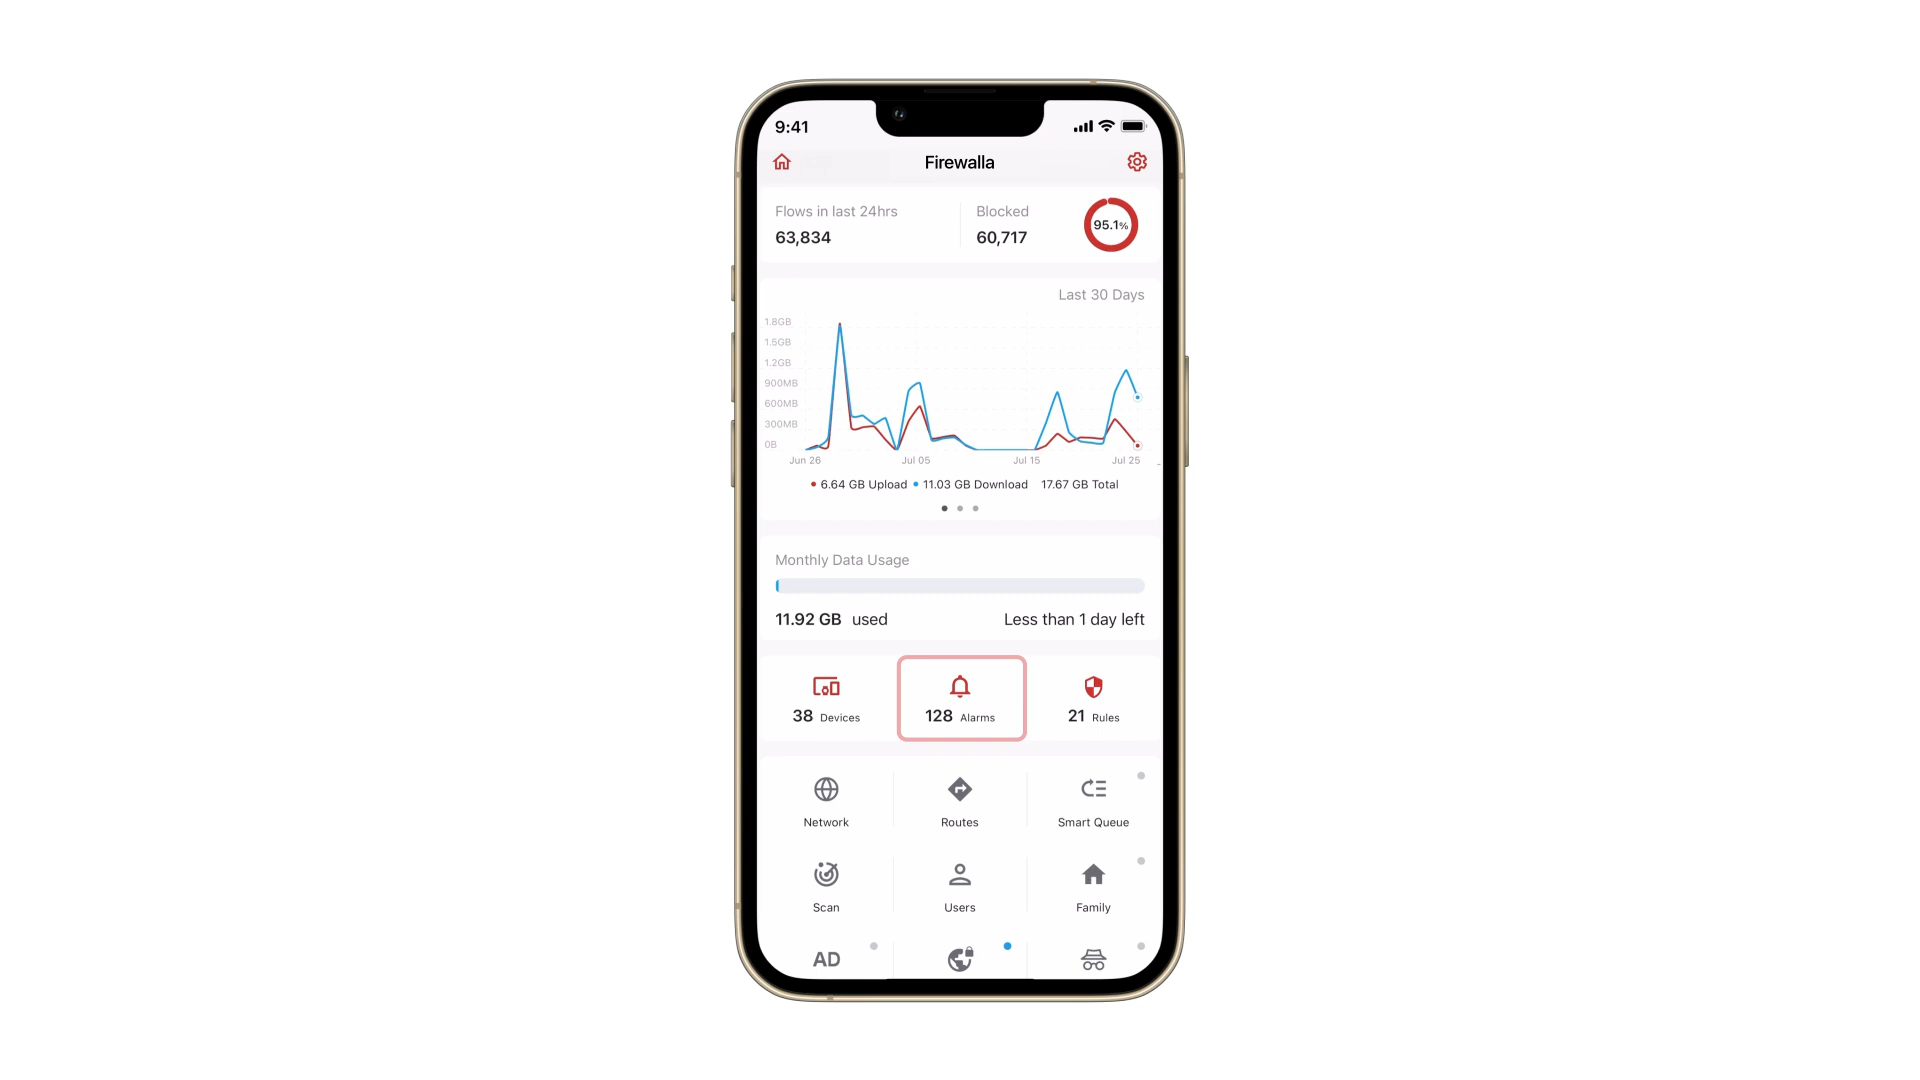 9:41
Firewalla
Flows in last 24hrs
63,834
Blocked
60,717
95.1%
Last 30 Days
1.8GB
1.5GB
1.2GB
900MB
600MB
300MB
0B
Jun 26 Jul 05 Jul 15 Jul 25
6.64 GB Upload 11.03 GB Download 17.67 GB Total
Monthly Data Usage
11.92 GB used Less than 1 day left
38 Devices 128 Alarms 21 Rules
Network Routes Smart Queue
Scan Users Family
AD